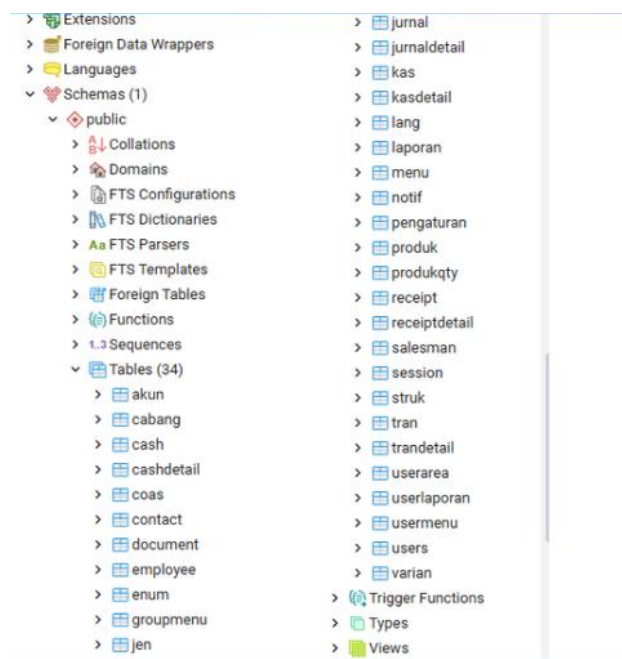 Extensions
Foreign Data Wrappers
Languages
Schemas (1)
public
Collations
Domains
FTS Configurations
FTS Dictionaries
Aa FTS Parsers
FTS Templates
Foreign Tables
Functions
1..3 Sequences
Tables (34)
akun
cabang
cash
cashdetail
coas
contact
document
employee
enum
groupmenu
jen
jurnal
jurnaldetail
kas
kasdetail
lang
laporan
menu
notif
pengaturan
produk
produkqty
receipt
receiptdetail
salesman
session
struk
tran
trandetail
userarea
userlaporan
usermenu
users
varian
Trigger Functions
Types
Views